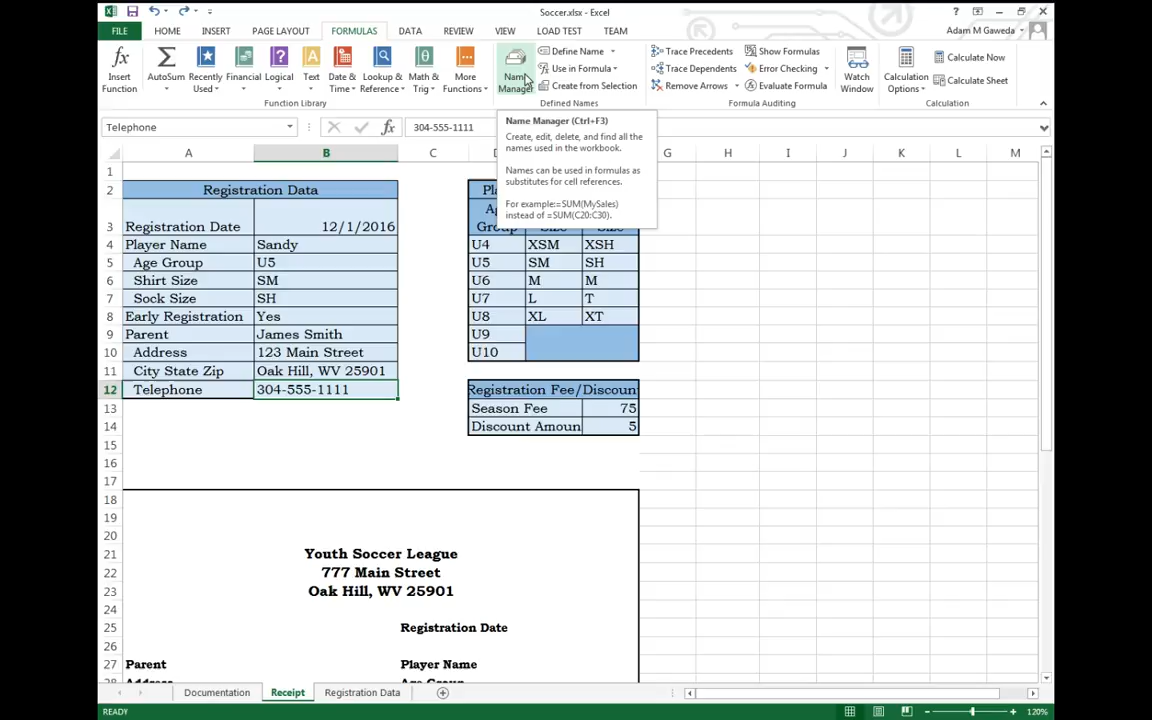 Soccer.xlsx - Excel
FILE HOME INSERT PAGE LAYOUT FORMULAS DATA REVIEW VIEW LOAD TEST TEAM Adam M Gaweda
Insert Function
AutoSum
Recently Used
Financial
Logical
Text
Date & Time
Lookup & Reference
Math & Trig
More Functions
Function Library
Name Manager
Define Name
Use in Formula
Create from Selection
Defined Names
Trace Precedents
Trace Dependents
Remove Arrows
Show Formulas
Error Checking
Evaluate Formula
Formula Auditing
Watch Window
Calculation Options
Calculate Now
Calculate Sheet
Calculation
Telephone fx 304-555-1111
Name Manager (Ctrl+F3)
Create, edit, delete, and find all the
names used in the workbook.
Names can be used in formulas as
substitutes for cell references.
For example:=SUM(MySales)
instead of =SUM(C20:C30).
A B C D G H I J K L M
1
2 Registration Data Pl
3 Registration Date 12/1/2016 Ag
Group Size Size
4 Player Name Sandy U4 XSM XSH
5 Age Group U5 U5 SM SH
6 Shirt Size SM U6 M M
7 Sock Size SH U7 L T
8 Early Registration Yes U8 XL XT
9 Parent James Smith U9
10 Address 123 Main Street U10
11 City State Zip Oak Hill, WV 25901
12 Telephone 304-555-1111 Registration Fee/Discoun
13 Season Fee 75
14 Discount Amoun 5
15
16
17
18
19
20
21 Youth Soccer League
22 777 Main Street
23 Oak Hill, WV 25901
24
25 Registration Date
26
27 Parent Player Name
28 Address Age Group
Documentation Receipt Registration Data
READY 120%